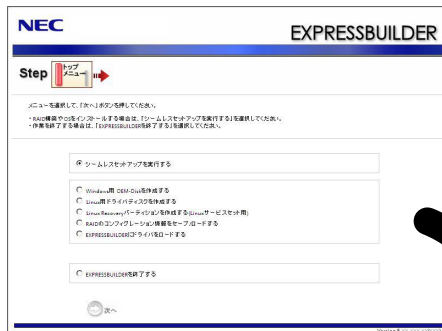 NEC
EXPRESSBUILDER
Step トップメニュー
メニューを選択して、「次へ」ボタンを押してください。
・RAID構築やOSをインストールする場合は、「シームレスセットアップを実行する」を選択してください。
・作業を終了する場合は、「EXPRESSBUILDERを終了する」を選択してください。
シームレスセットアップを実行する
Windows用 OEM-Diskを作成する
Linux用ドライバディスクを作成する
Linux Recoveryパーティションを作成する(Linuxサービスセット用)
RAIDのコンフィグレーション情報をセーブ/ロードする
EXPRESSBUILDERにドライバをロードする
EXPRESSBUILDERを終了する
次へ